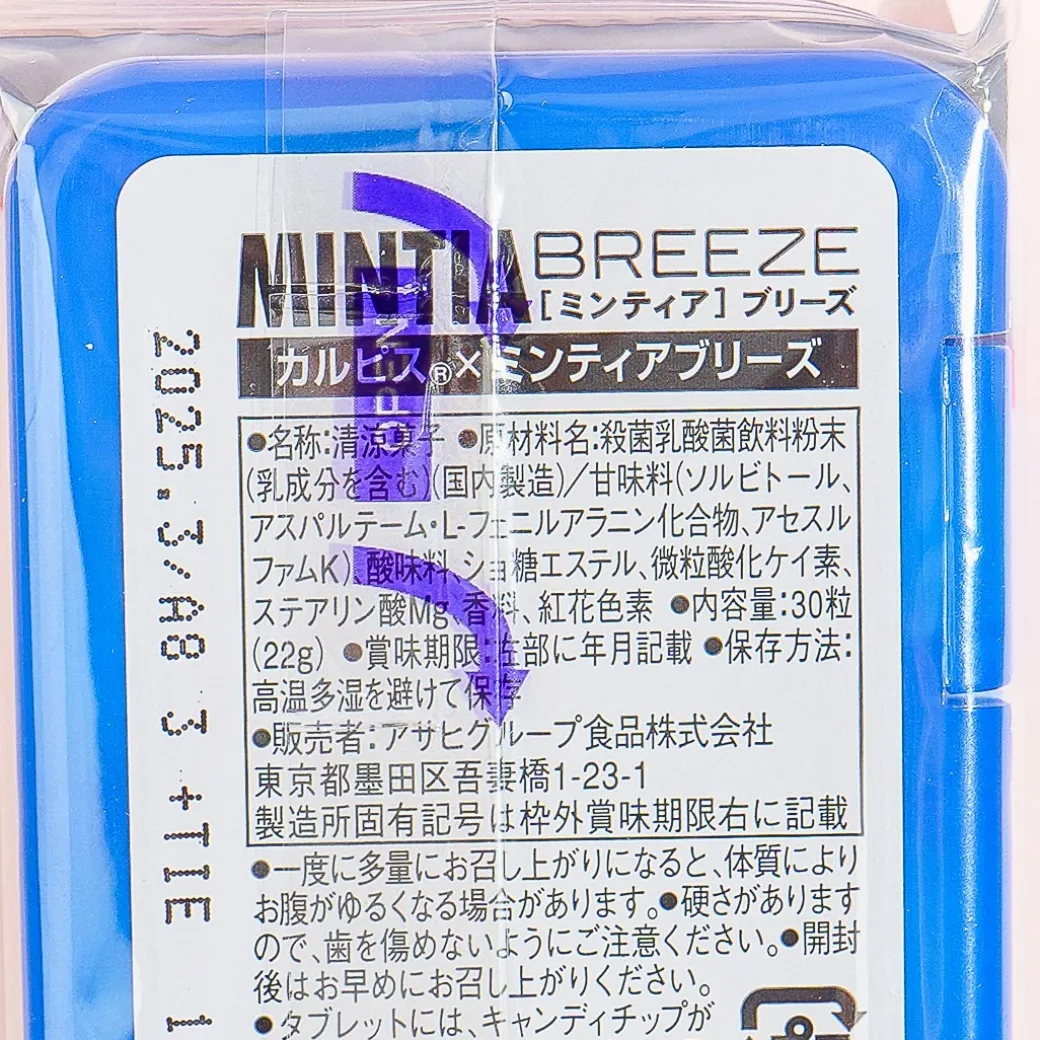 MINTIA BREEZE
[ミンティア] ブリーズ
OPEN
カルピス®×ミンティアブリーズ
●名称:清涼菓子 ●原材料名:殺菌乳酸菌飲料粉末
(乳成分を含む)(国内製造)/甘味料(ソルビトール、
アスパルテーム・L-フェニルアラニン化合物、アセスル
ファムK)、酸味料、ショ糖エステル、微粒酸化ケイ素、
ステアリン酸Mg、香料、紅花色素 ●内容量:30粒
(22g) ●賞味期限:左部に年月記載 ●保存方法:
高温多湿を避けて保存
●販売者:アサヒグループ食品株式会社
東京都墨田区吾妻橋1-23-1
製造所固有記号は枠外賞味期限右に記載
●一度に多量にお召し上がりになると、体質により
お腹がゆるくなる場合があります。●硬さがあります
ので、歯を傷めないようにご注意ください。●開封
後はお早めにお召し上がりください。
●タブレットには、キャンディチップが
2025.3/A8 3 +TIE